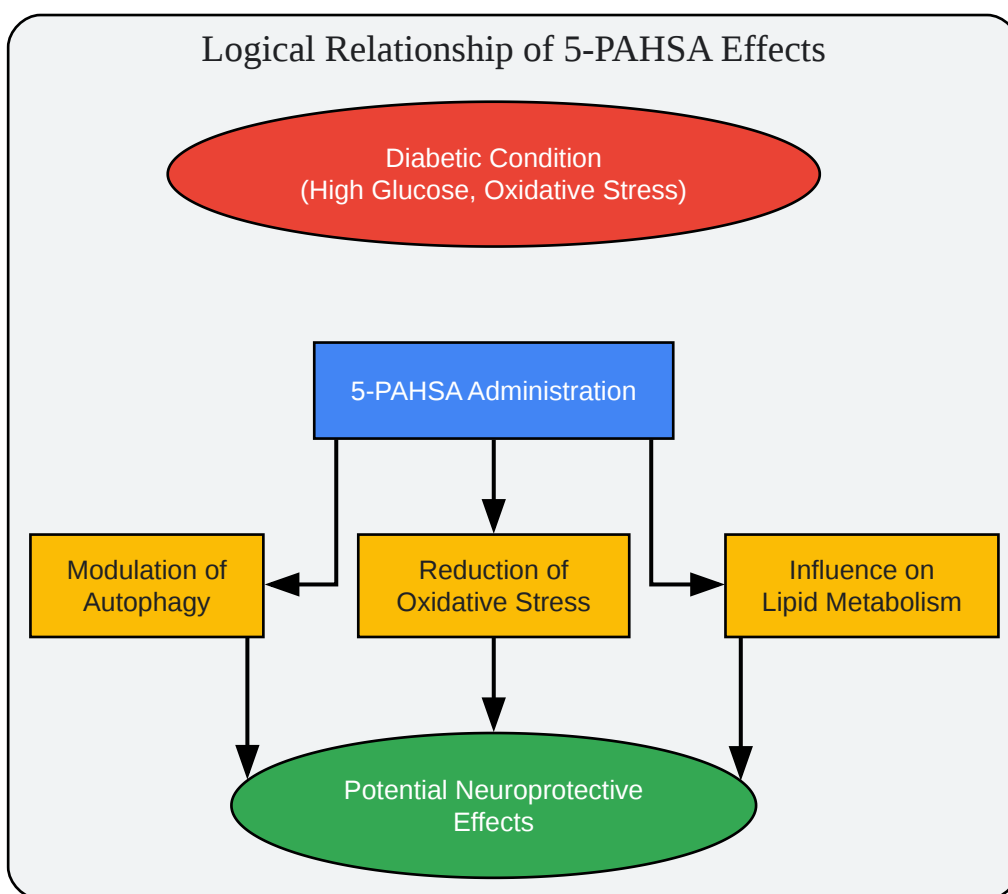 Logical Relationship of 5-PAHSA Effects
Diabetic Condition
(High Glucose, Oxidative Stress)
5-PAHSA Administration
Modulation of
Autophagy
Reduction of
Oxidative Stress
Influence on
Lipid Metabolism
Potential Neuroprotective
Effects